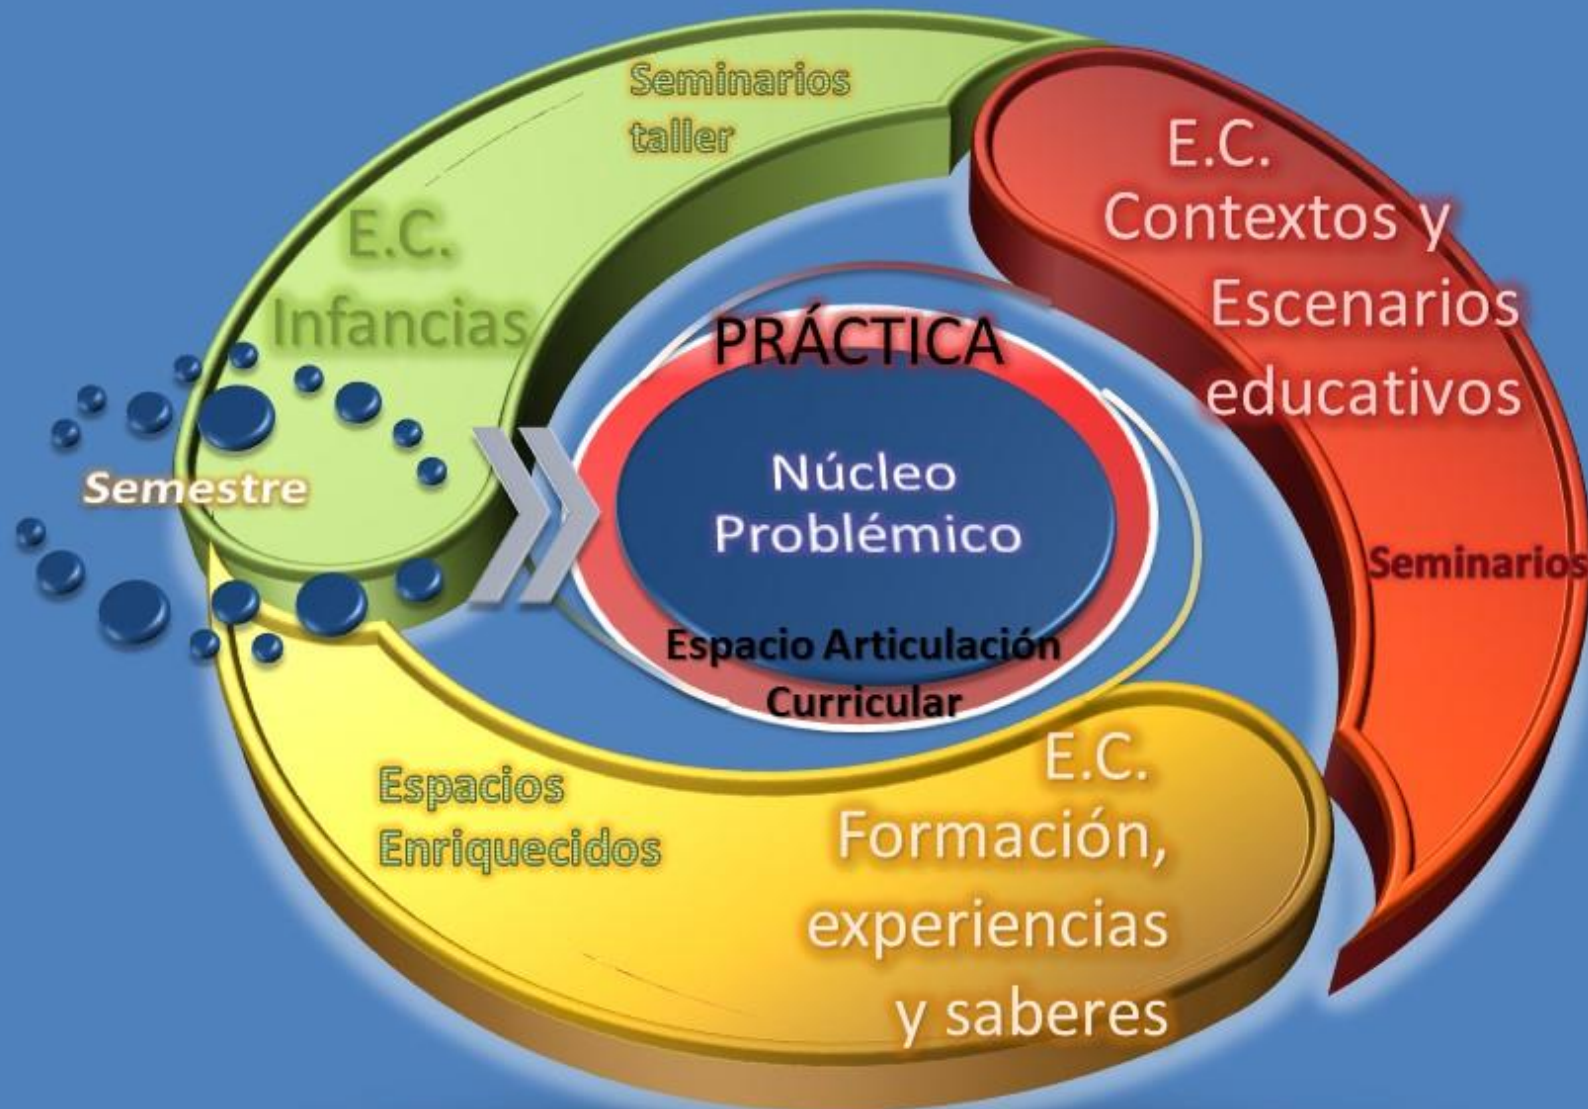 Seminarios
taller
E.C.
Infancias
E.C.
Contextos y
Escenarios
educativos
Seminarios
PRÁCTICA
Núcleo
Problémico
Espacio Articulación
Curricular
Semestre
Espacios
Enriquecidos
E.C.
Formación,
experiencias
y saberes